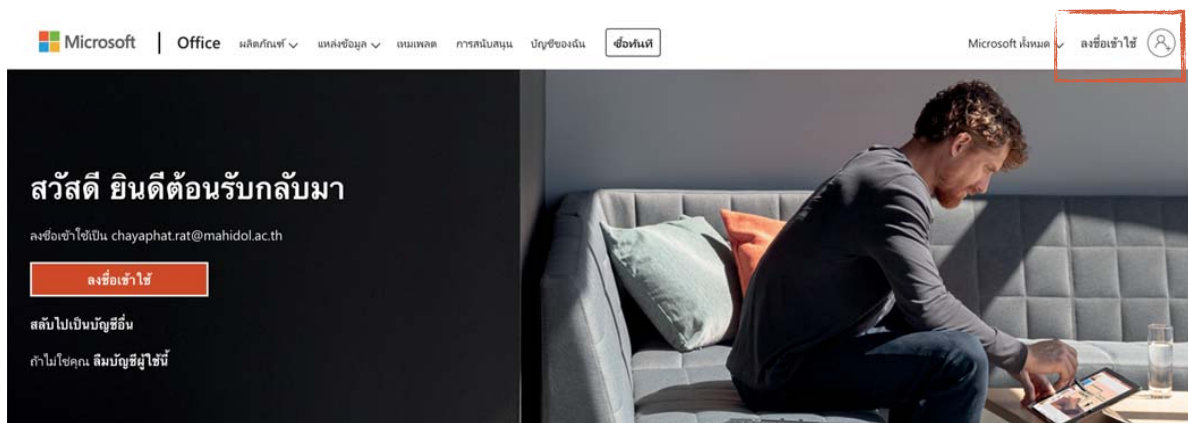 Microsoft | Office ผลิตภัณฑ์ แหล่งข้อมูล เทมเพลต การสนับสนุน บัญชีของฉัน ซื้อทันที Microsoft ทั้งหมด ลงชื่อเข้าใช้
สวัสดี ยินดีต้อนรับกลับมา
ลงชื่อเข้าใช้เป็น chayaphat.rat@mahidol.ac.th
ลงชื่อเข้าใช้
สลับไปเป็นบัญชีอื่น
ถ้าไม่ใช่คุณ ลืมบัญชีผู้ใช้นี้